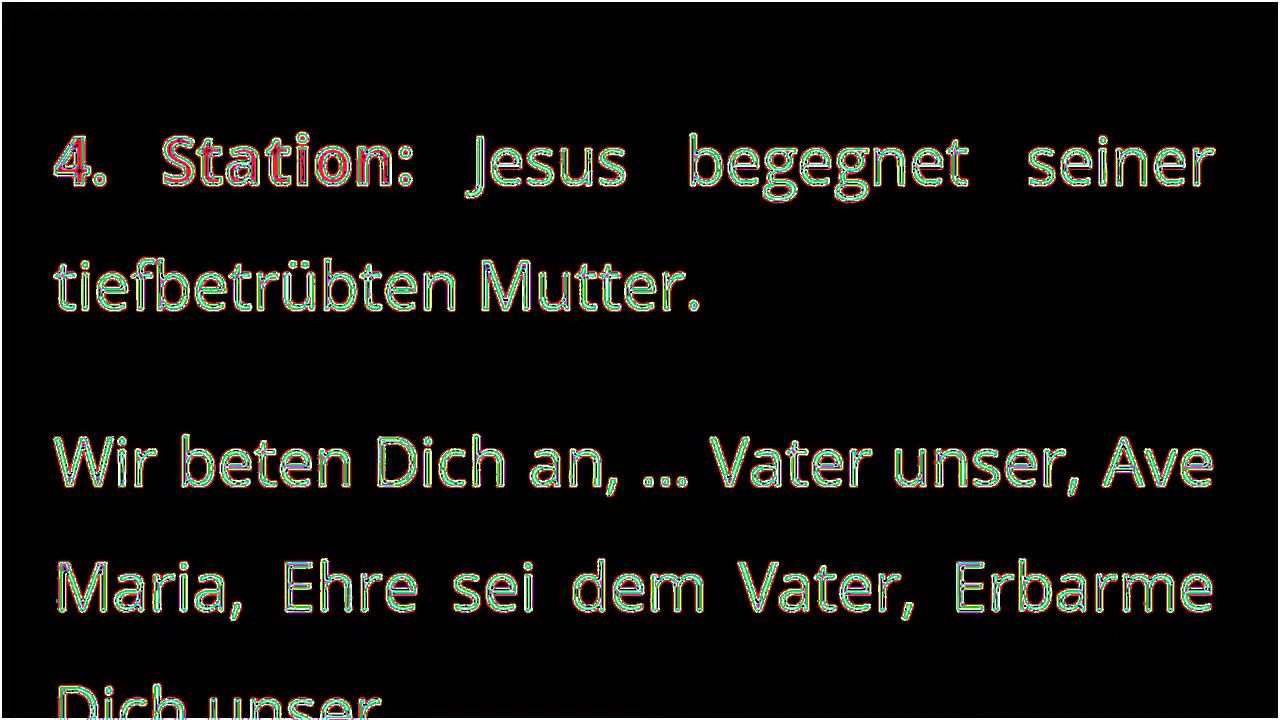 4. Station: Jesus begegnet seiner
tiefbetrübten Mutter.
Wir beten Dich an, ... Vater unser, Ave
Maria, Ehre sei dem Vater, Erbarme
Dich unser